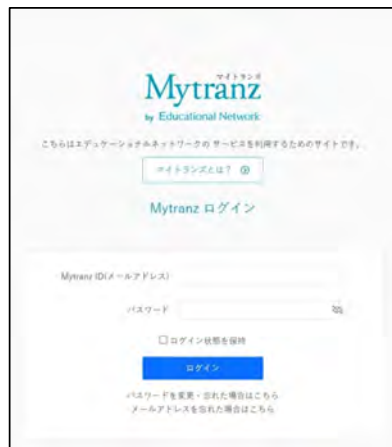 マイトランズ
Mytranz
by Educational Network
こちらはエデュケーショナルネットワークの サービスを利用するためのサイトです。
マイトランズとは？
Mytranz ログイン
Mytranz ID(メールアドレス)
パスワード
ログイン状態を保持
ログイン
パスワードを変更・忘れた場合はこちら
メールアドレスを忘れた場合はこちら